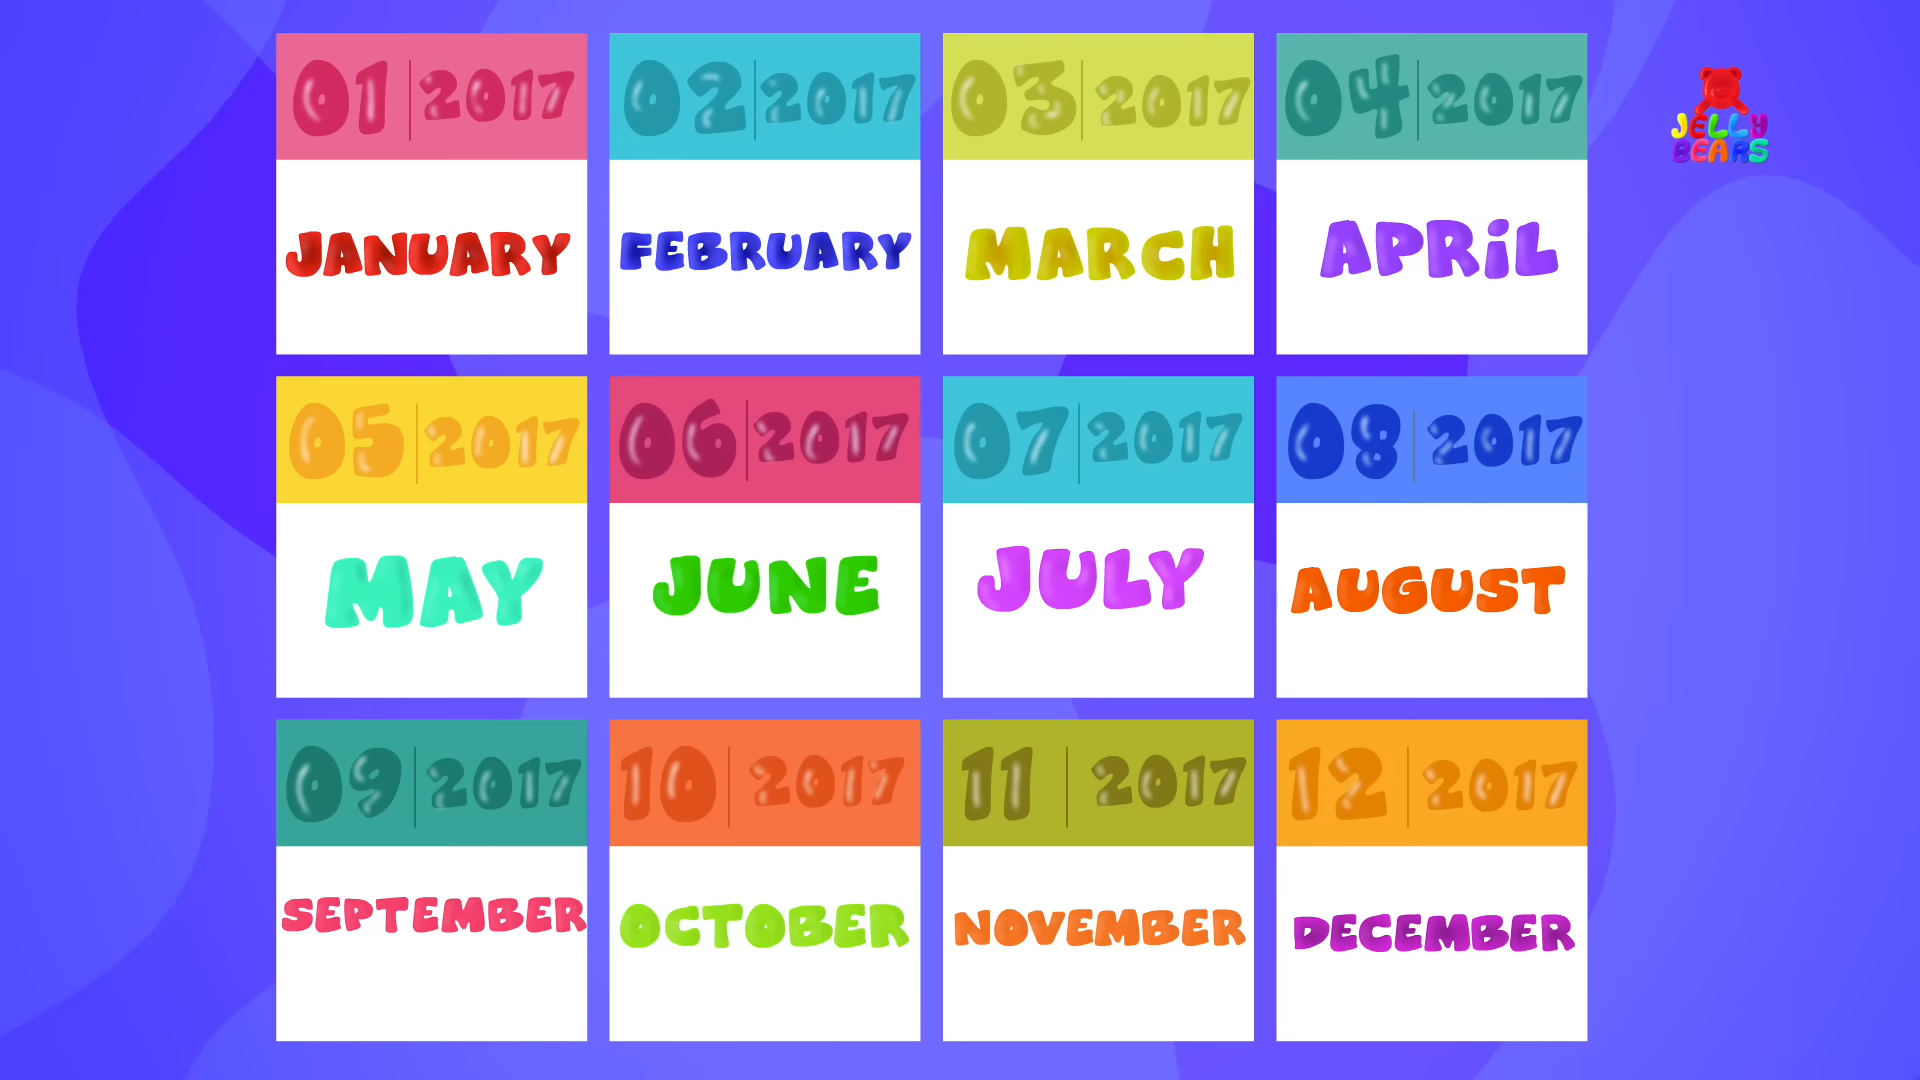 01 | 2017
JANUARY
02 | 2017
FEBRUARY
03 | 2017
MARCH
04 | 2017
APRIL
JELLY
BEARS
05 | 2017
MAY
06 | 2017
JUNE
07 | 2017
JULY
08 | 2017
AUGUST
09 | 2017
SEPTEMBER
10 | 2017
OCTOBER
11 | 2017
NOVEMBER
12 | 2017
DECEMBER